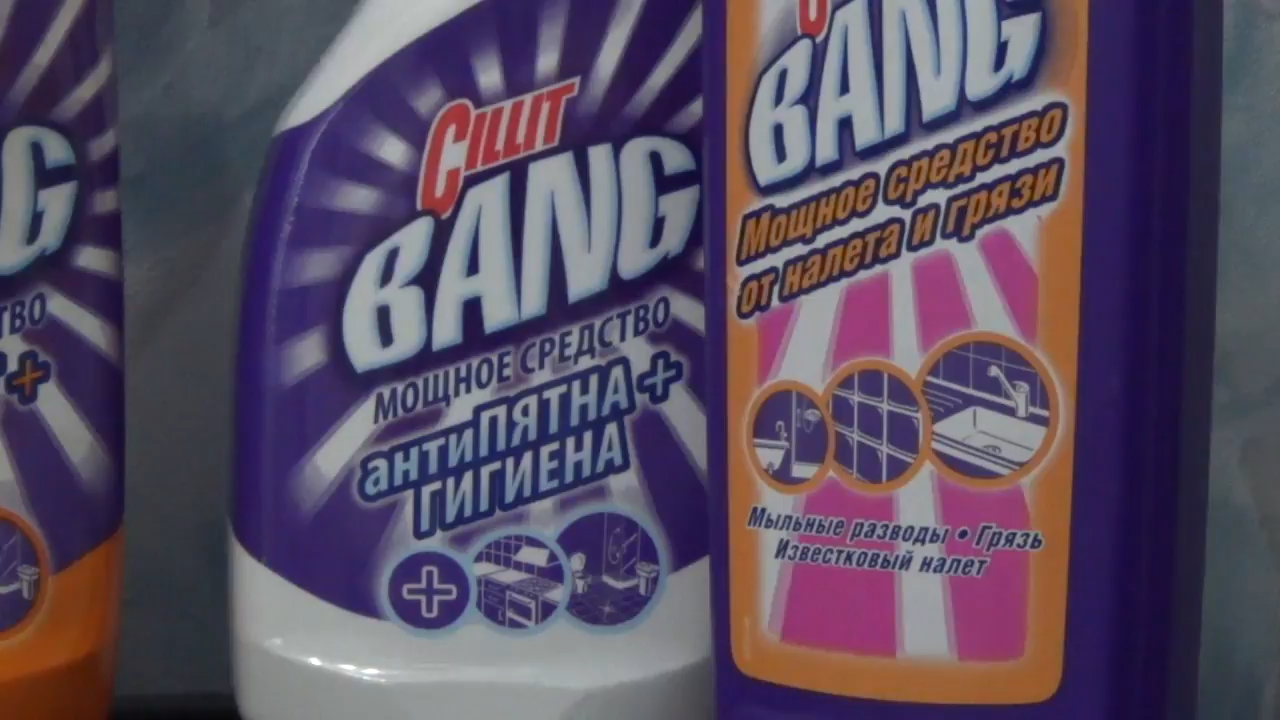 CILLIT
BANG
МОЩНОЕ СРЕДСТВО
антиПЯТНА +
ГИГИЕНА
BANG
Мощное средство
от налета и грязи
Мыльные разводы • Грязь
Известковый налет